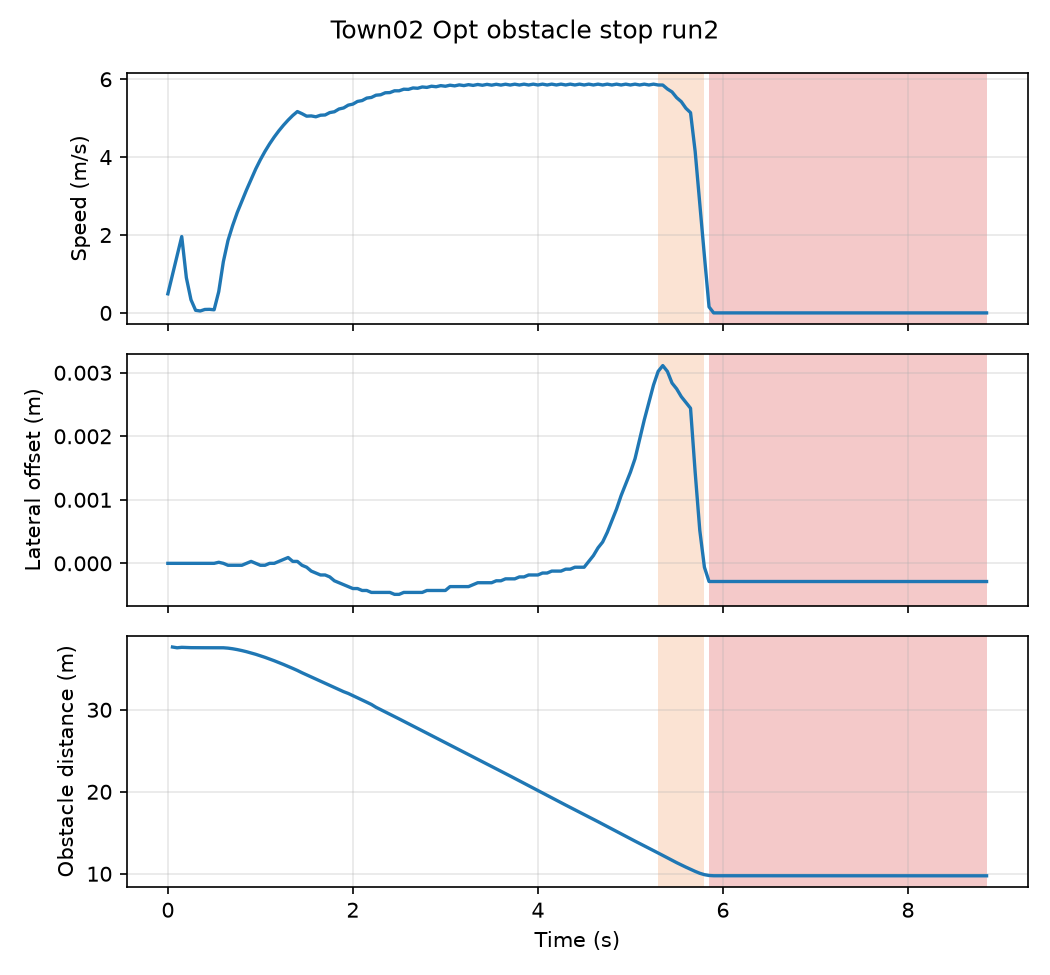 Town02 Opt obstacle stop run2
6
4
2
0
Speed (m/s)
0.003
0.002
0.001
0.000
Lateral offset (m)
30
20
10
Obstacle distance (m)
0 2 4 6 8
Time (s)